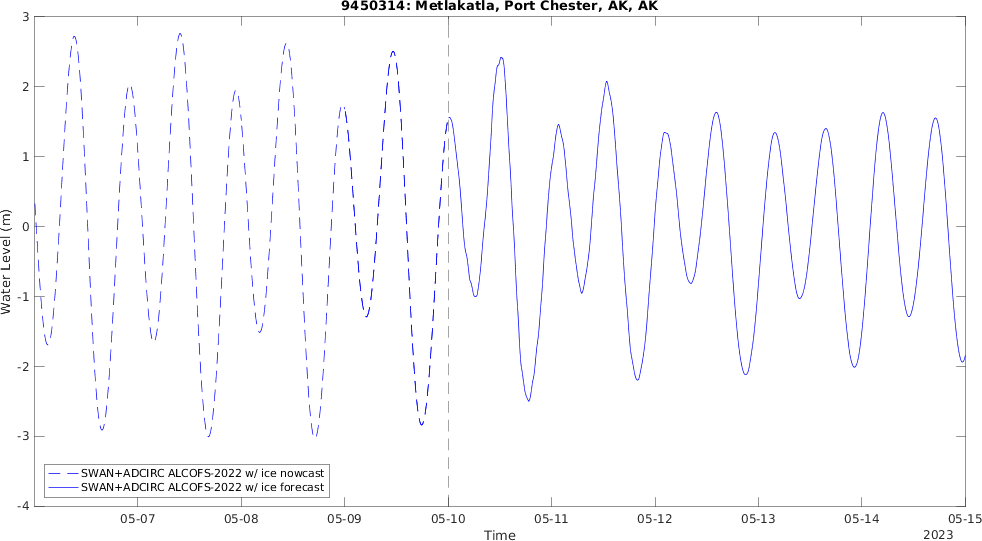 9450314: Metlakatla, Port Chester, AK, AK
3
2
1
0
-1
-2
-3
-4
Water Level (m)
SWAN+ADCIRC ALCOFS-2022 w/ ice nowcast
SWAN+ADCIRC ALCOFS-2022 w/ ice forecast
05-07 05-08 05-09 05-10 05-11 05-12 05-13 05-14 05-15
Time
2023